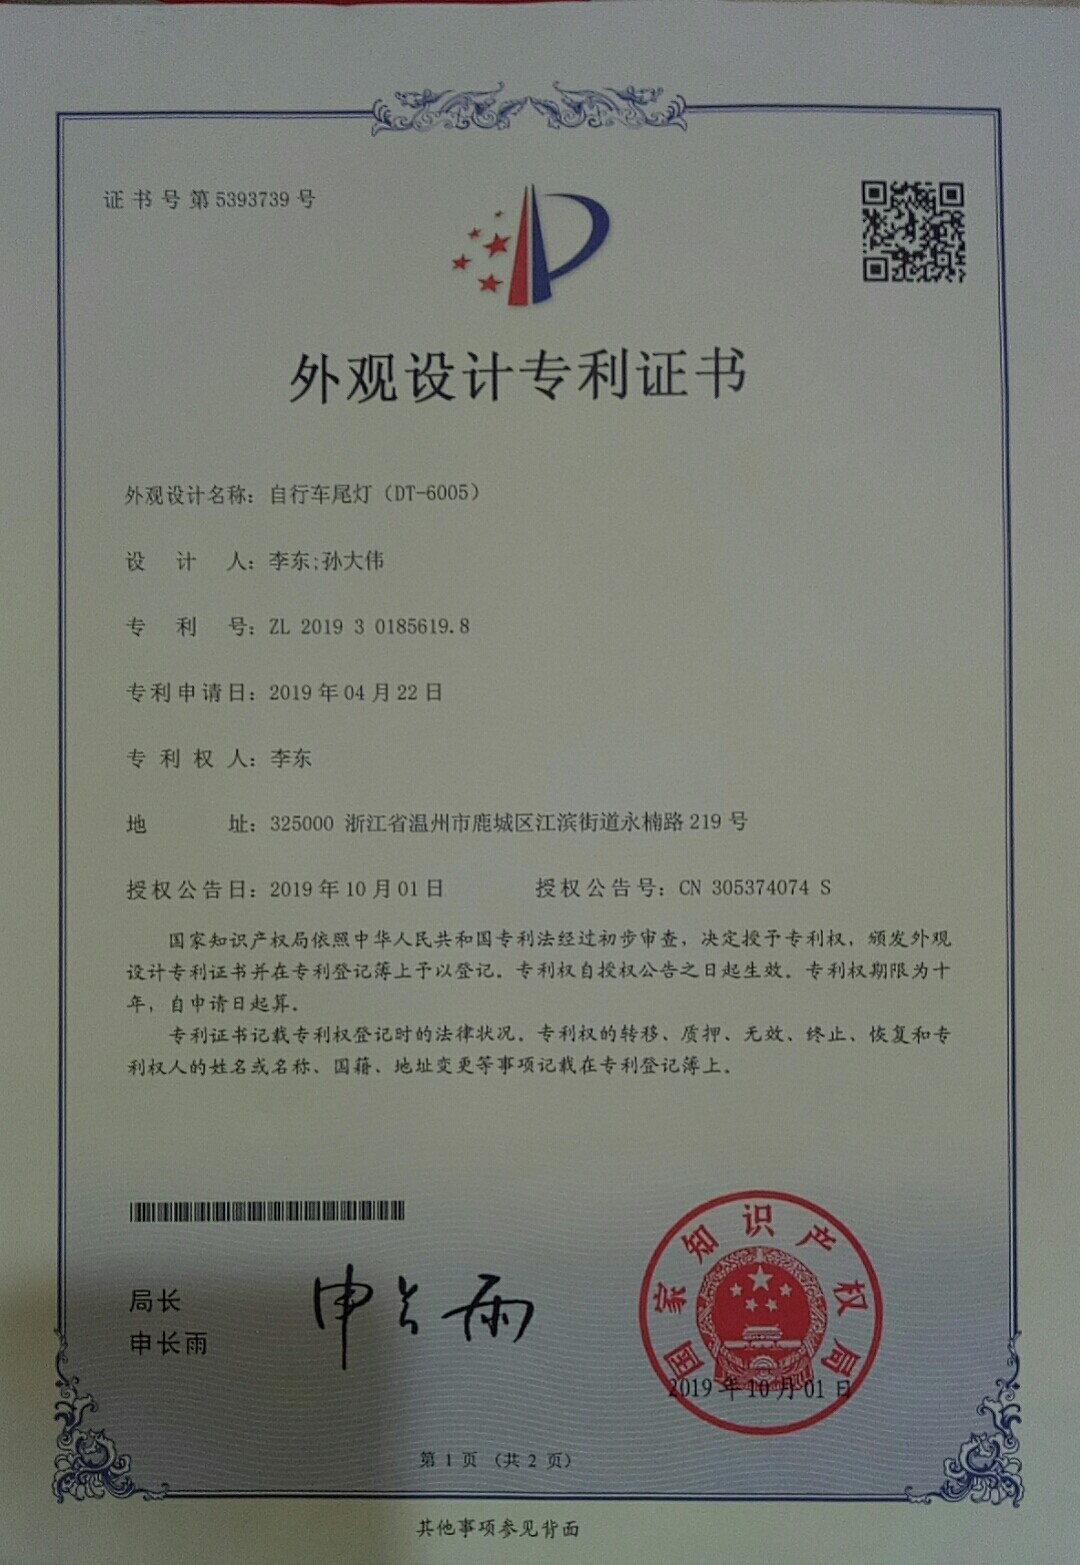 证书号第5393739号
外观设计专利证书
外观设计名称：自行车尾灯（DT-6005）
设计人：李东;孙大伟
专利号：ZL 2019 3 0185619.8
专利申请日：2019年04月22日
专利权人：李东
地址：325000 浙江省温州市鹿城区江滨街道永楠路219号
授权公告日：2019年10月01日 授权公告号：CN 305374074 S
国家知识产权局依照中华人民共和国专利法经过初步审查，决定授予专利权，颁发外观
设计专利证书并在专利登记簿上予以登记。专利权自授权公告之日起生效。专利权期限为十
年，自申请日起算。
专利证书记载专利权登记时的法律状况。专利权的转移、质押、无效、终止、恢复和专
利权人的姓名或名称、国籍、地址变更等事项记载在专利登记簿上。
局长
申长雨
申长雨
国家知识产权局
2019年10月01日
第 1 页 （共 2 页）
其他事项参见背面